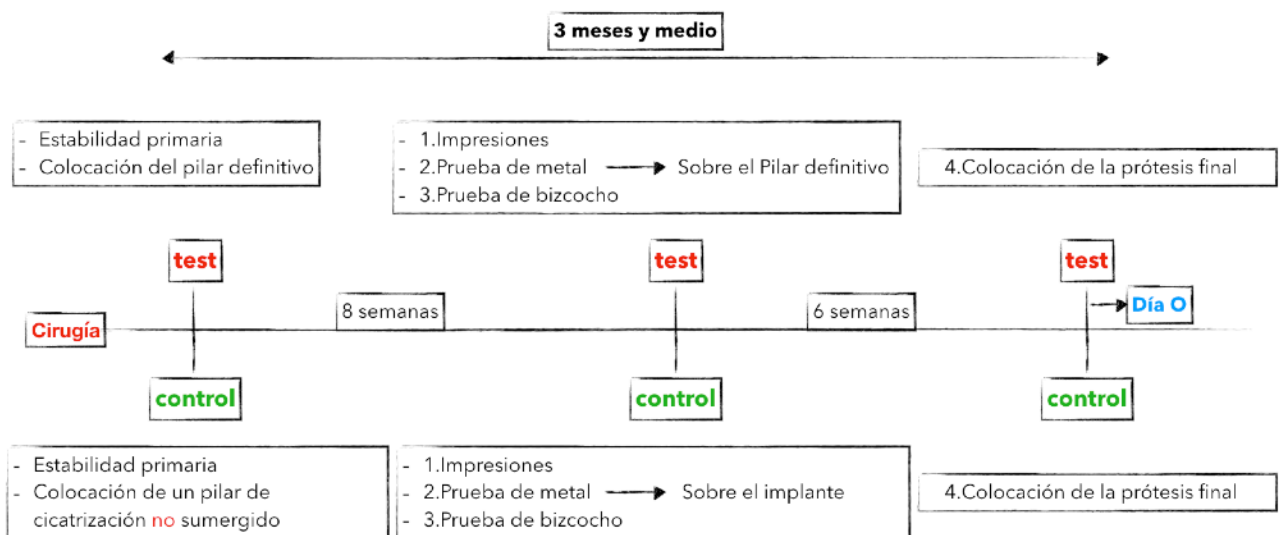 3 meses y medio
- Estabilidad primaria
- Colocación del pilar definitivo
- 1.Impresiones
- 2.Prueba de metal → Sobre el Pilar definitivo
- 3.Prueba de bizcocho
4.Colocación de la prótesis final
test
test
test
Cirugía
8 semanas
6 semanas
Día O
control
control
control
- Estabilidad primaria
- Colocación de un pilar de
cicatrización no sumergido
- 1.Impresiones
- 2.Prueba de metal → Sobre el implante
- 3.Prueba de bizcocho
4.Colocación de la prótesis final